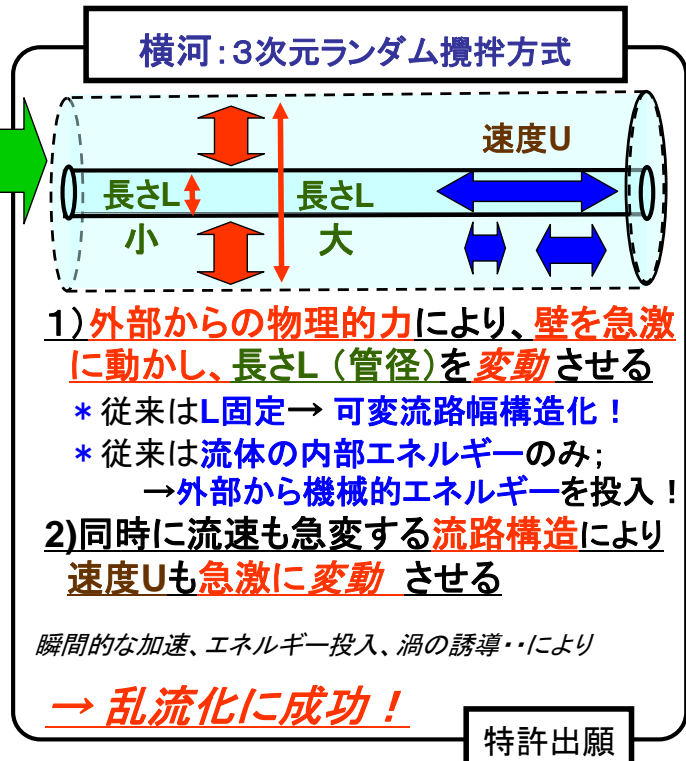 横河：３次元ランダム攪拌方式
速度U
長さL
長さL
小
大
１）外部からの物理的力により、壁を急激
に動かし、長さL（管径）を変動 させる
＊従来はL固定→ 可変流路幅構造化！
＊従来は流体の内部エネルギーのみ；
→外部から機械的エネルギーを投入！
2)同時に流速も急変する流路構造により
速度Uも急激に変動 させる
瞬間的な加速、エネルギー投入、渦の誘導・・により
→ 乱流化に成功！
特許出願